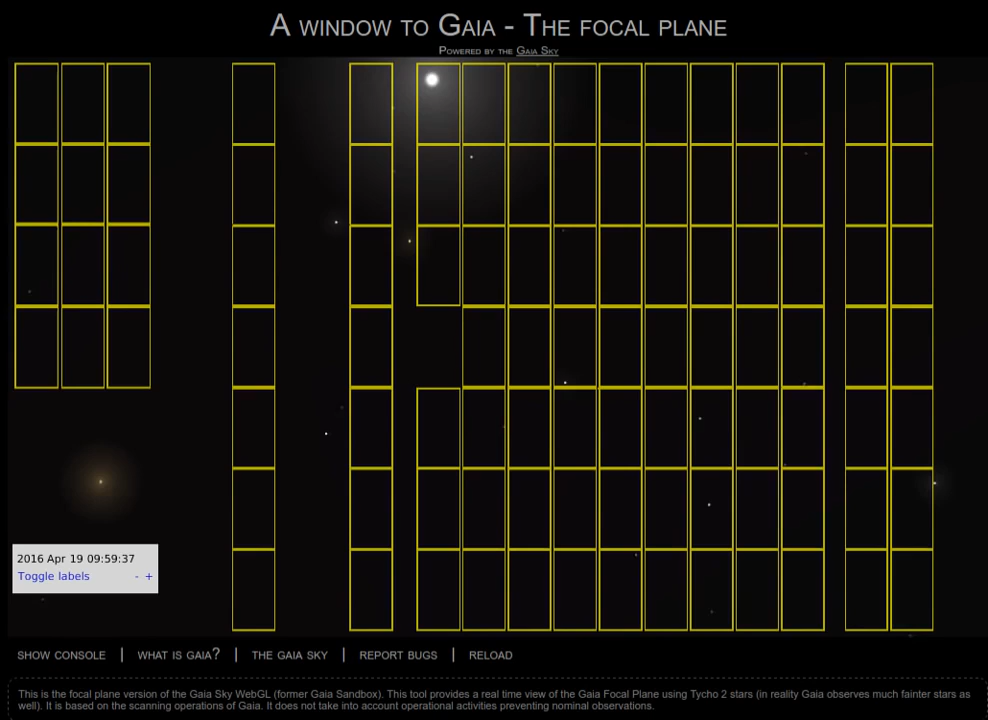 A window to Gaia - The focal plane
Powered by the Gaia Sky
2016 Apr 19 09:59:37
Toggle labels - +
SHOW CONSOLE | WHAT IS GAIA? | THE GAIA SKY | REPORT BUGS | RELOAD
This is the focal plane version of the Gaia Sky WebGL (former Gaia Sandbox). This tool provides a real time view of the Gaia Focal Plane using Tycho 2 stars (in reality Gaia observes much fainter stars as
well). It is based on the scanning operations of Gaia. It does not take into account operational activities preventing nominal observations.